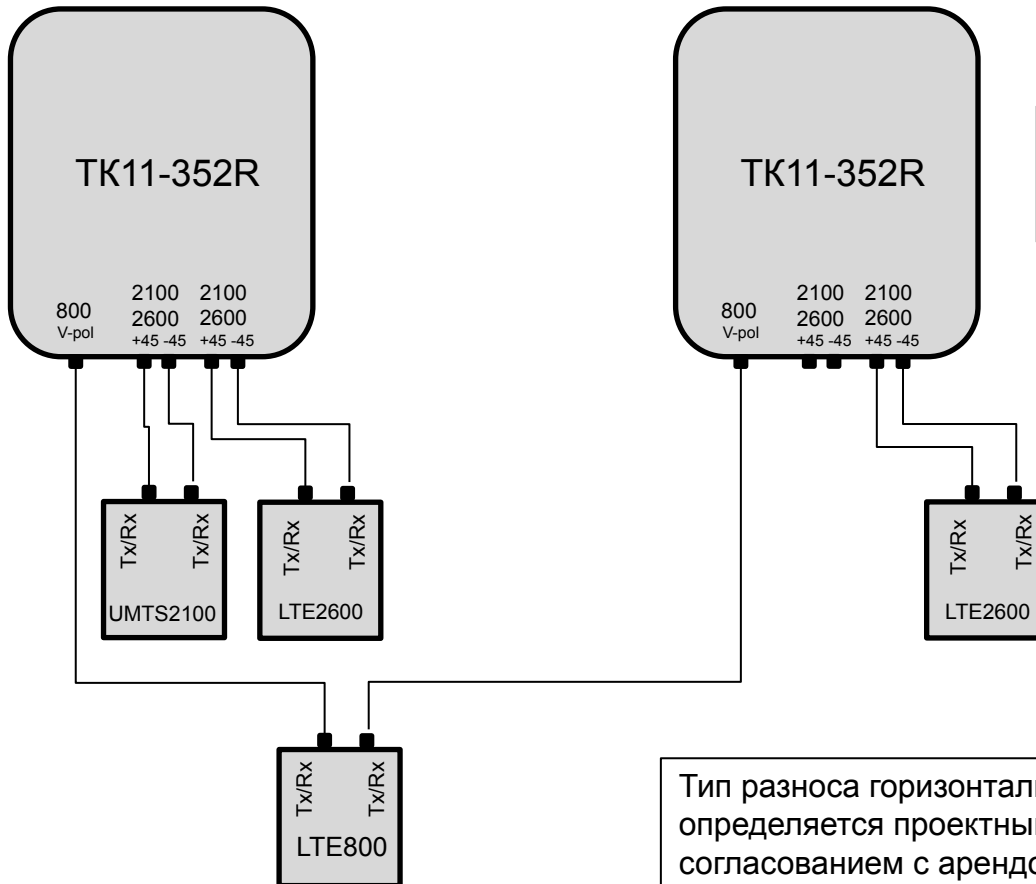 ТК11-352R
800
V-pol
2100 2100
2600 2600
+45 -45 +45 -45
ТК11-352R
800
V-pol
2100 2100
2600 2600
+45 -45 +45 -45
Tx/Rx Tx/Rx
UMTS2100
Tx/Rx Tx/Rx
LTE2600
Tx/Rx Tx/Rx
LTE2600
Tx/Rx Tx/Rx
LTE800
Тип разноса
определяется
согласованием с